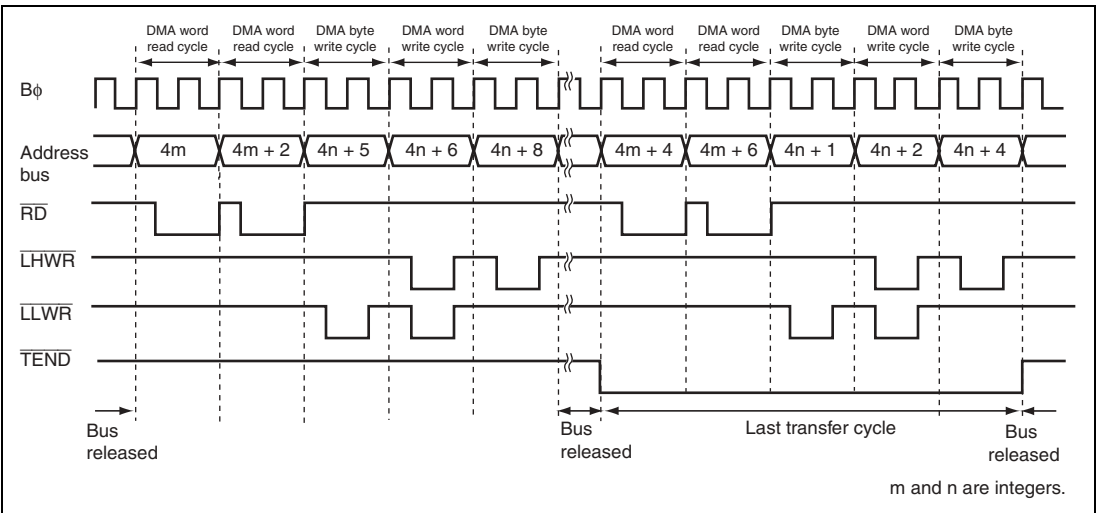 DMA word read cycle DMA word read cycle DMA byte write cycle DMA word write cycle DMA byte write cycle DMA word read cycle DMA word read cycle DMA byte write cycle DMA word write cycle DMA byte write cycle
Bφ
Address bus 4m 4m + 2 4n + 5 4n + 6 4n + 8 4m + 4 4m + 6 4n + 1 4n + 2 4n + 4
RD
LHWR
LLWR
TEND
Bus released Bus released Last transfer cycle Bus released
m and n are integers.